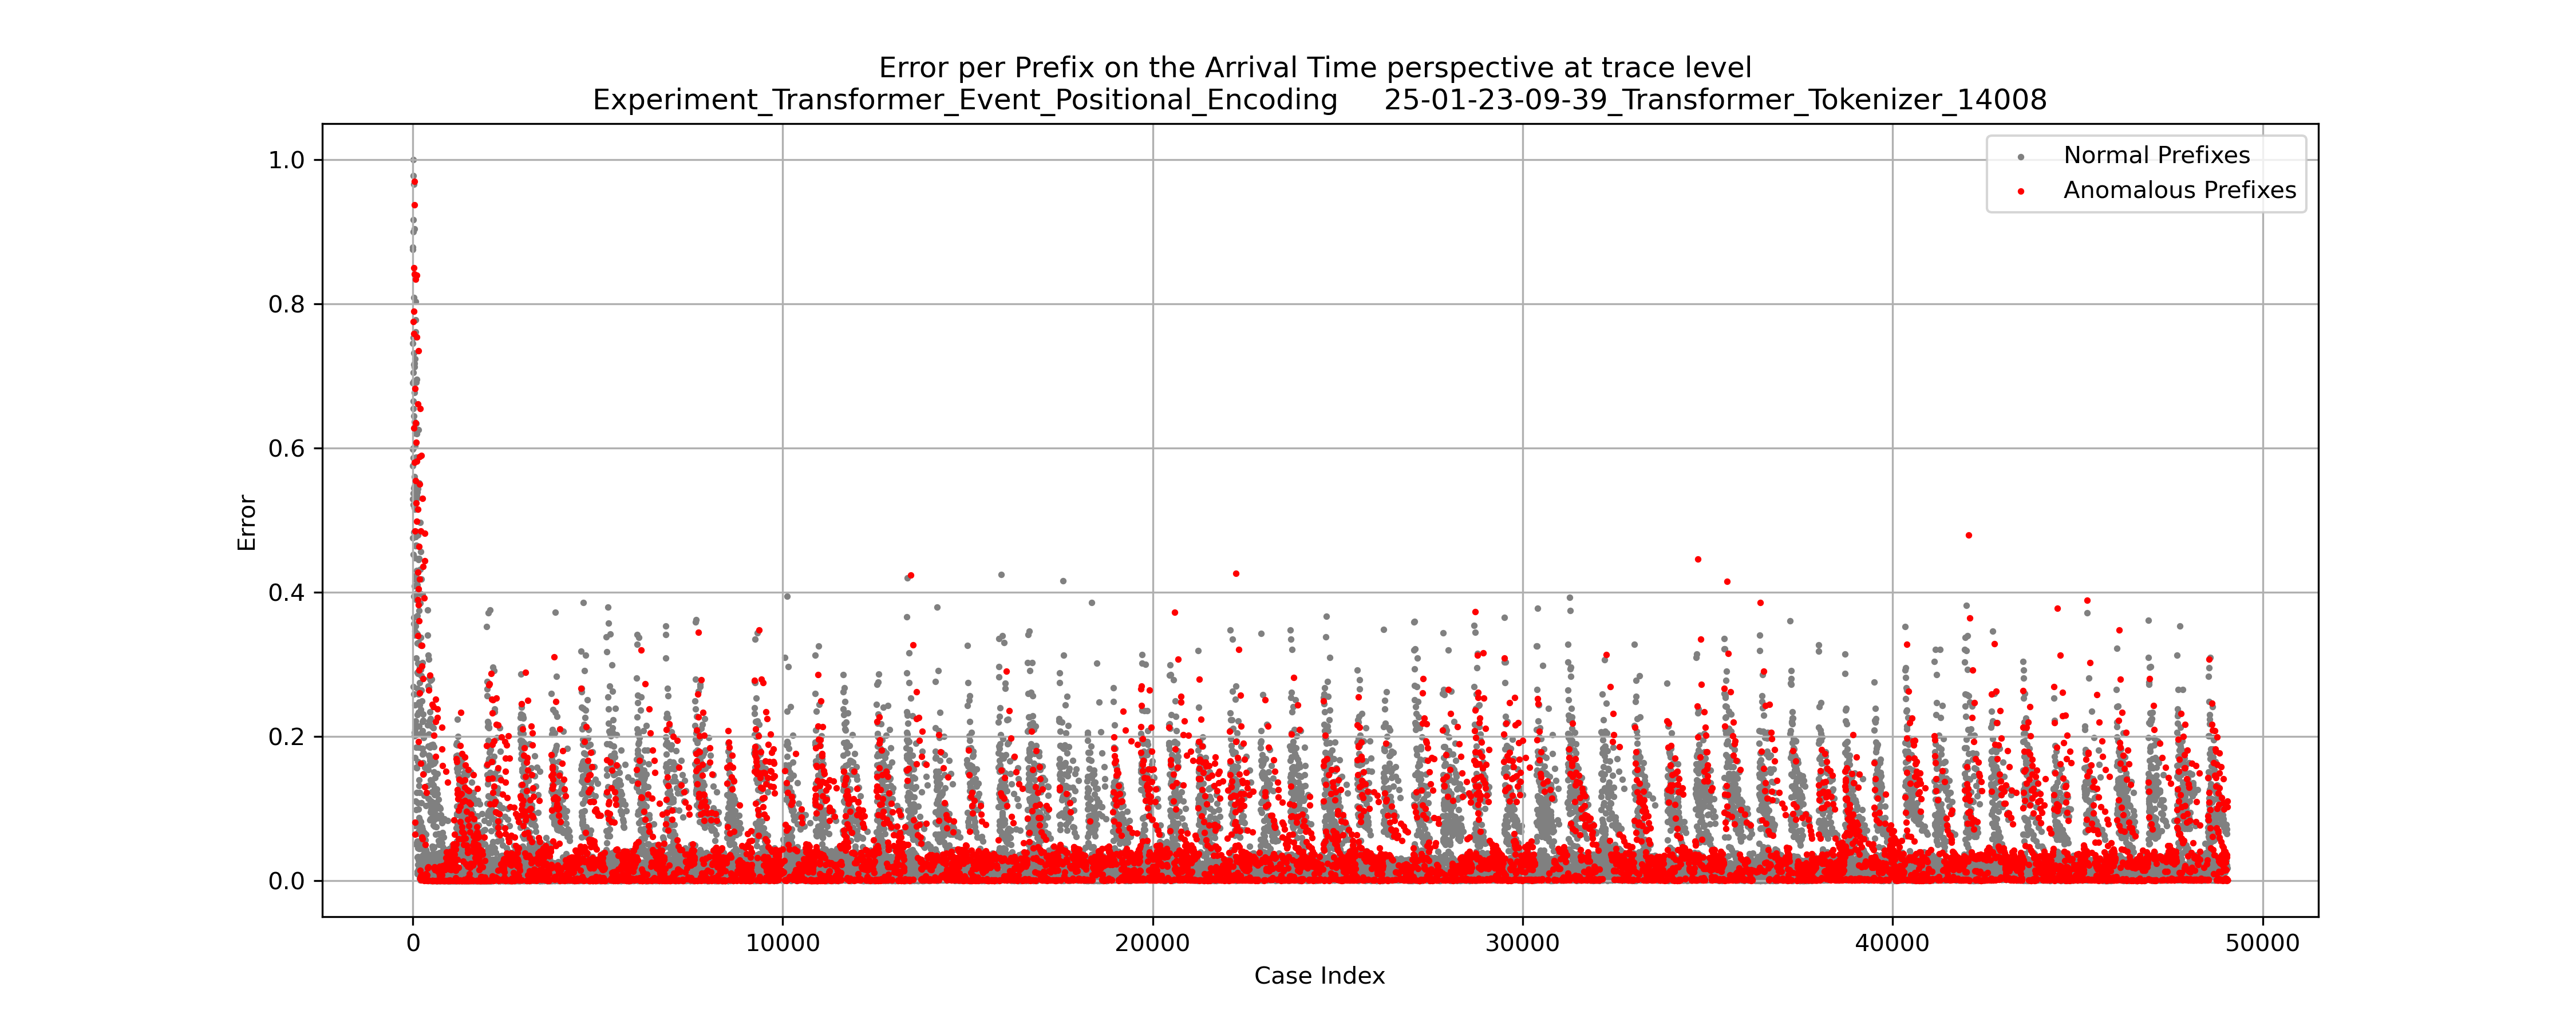 Error per Prefix on the Arrival Time perspective at trace level
Experiment_Transformer_Event_Positional_Encoding 25-01-23-09-39_Transformer_Tokenizer_14008
Normal Prefixes
Anomalous Prefixes
1.0
0.8
0.6
0.4
0.2
0.0
Error
0 10000 20000 30000 40000 50000
Case Index